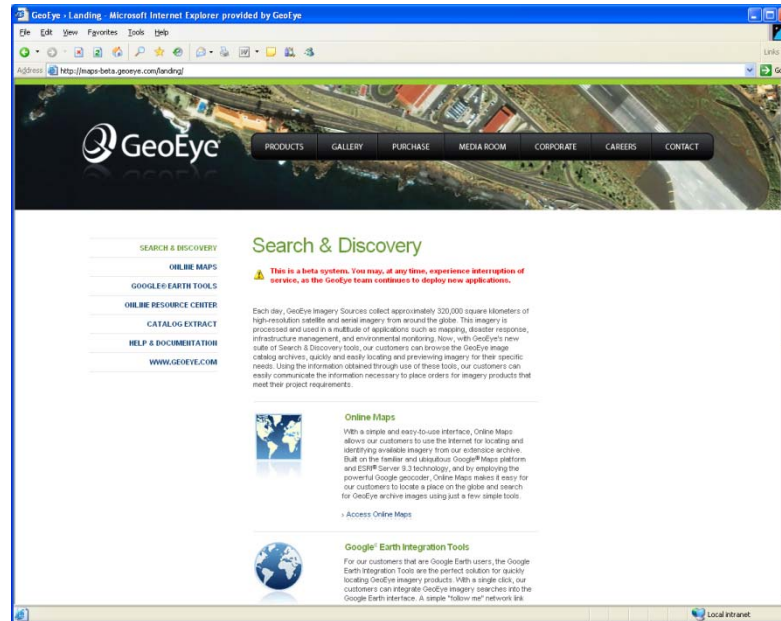 GeoEye › Landing - Microsoft Internet Explorer provided by GeoEye
File Edit View Favorites Tools Help
Links
Address http://maps-beta.geoeye.com/landing/
GeoEye
PRODUCTS GALLERY PURCHASE MEDIA ROOM CORPORATE CAREERS CONTACT
SEARCH & DISCOVERY
ONLINE MAPS
GOOGLE® EARTH TOOLS
ONLINE RESOURCE CENTER
CATALOG EXTRACT
HELP & DOCUMENTATION
WWW.GEOEYE.COM
Search & Discovery
This is a beta system. You may, at any time, experience interruption of
service, as the GeoEye team continues to deploy new applications.
Each day, GeoEye Imagery Sources collect approximately 320,000 square kilometers of
high-resolution satellite and aerial imagery from around the globe. This imagery is
processed and used in a multitude of applications such as mapping, disaster response,
infrastructure management, and environmental monitoring. Now, with GeoEye's new
suite of Search & Discovery tools, our customers can browse the GeoEye image
catalog archives, quickly and easily locating and previewing imagery for their specific
needs. Using the information obtained through use of these tools, our customers can
easily communicate the information necessary to place orders for imagery products that
meet their project requirements.
Online Maps
With a simple and easy-to-use interface, Online Maps
allows our customers to use the Internet for locating and
identifying available imagery from our extensice archive.
Built on the familiar and ubiquitous Google® Maps platform
and ESRI® Server 9.3 technology, and by employing the
powerful Google geocoder, Online Maps makes it easy for
our customers to locate a place on the globe and search
for GeoEye archive images using just a few simple tools.
› Access Online Maps
Google® Earth Integration Tools
For our customers that are Google Earth users, the Google
Earth Integration Tools are the perfect solution for quickly
locating GeoEye imagery products. With a single click, our
customers can integrate GeoEye imagery searches into the
Google Earth interface. A simple "follow me" network link
Local intranet